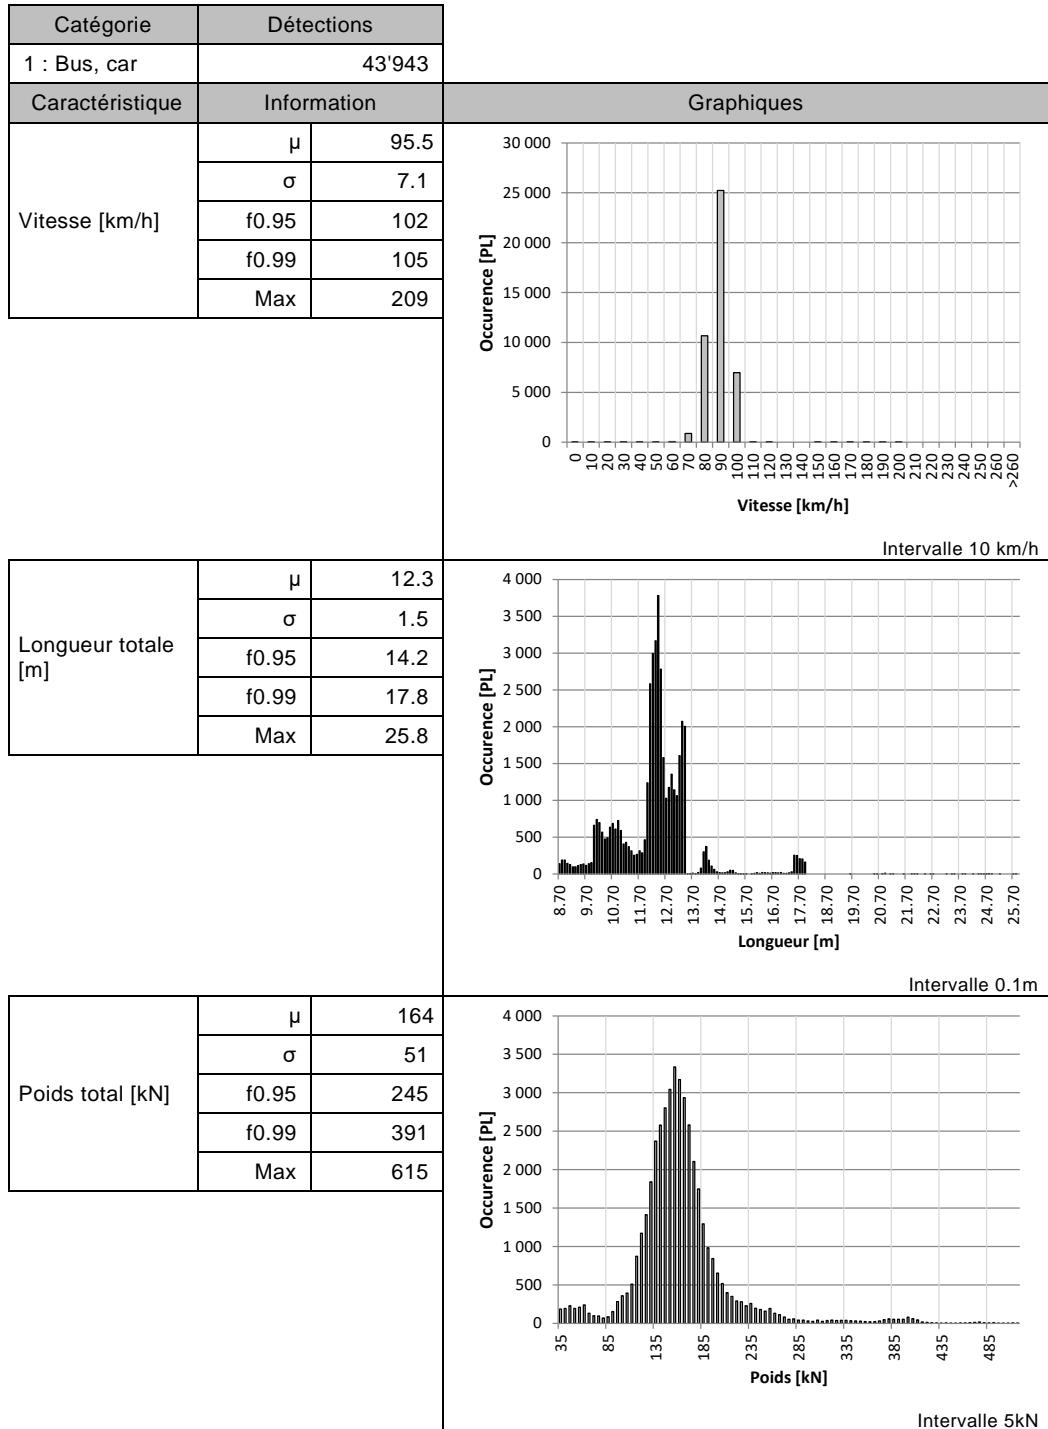 Catégorie Détections
1 : Bus, car 43'943
Caractéristique Information Graphiques
Vitesse [km/h]
µ 95.5
σ 7.1
f0.95 102
f0.99 105
Max 209
30 000
25 000
20 000
15 000
10 000
5 000
0
Occurence [PL]
0 10 20 30 40 50 60 70 80 90 100 110 120 130 140 150 160 170 180 190 200 210 220 230 240 250 260 >260
Vitesse [km/h]
Intervalle 10 km/h
Longueur totale
[m]
µ 12.3
σ 1.5
f0.95 14.2
f0.99 17.8
Max 25.8
4 000
3 500
3 000
2 500
2 000
1 500
1 000
500
0
Occurence [PL]
8.70 9.70 10.70 11.70 12.70 13.70 14.70 15.70 16.70 17.70 18.70 19.70 20.70 21.70 22.70 23.70 24.70 25.70
Longueur [m]
Intervalle 0.1m
Poids total [kN]
µ 164
σ 51
f0.95 245
f0.99 391
Max 615
4 000
3 500
3 000
2 500
2 000
1 500
1 000
500
0
Occurence [PL]
35 85 135 185 235 285 335 385 435 485
Poids [kN]
Intervalle 5kN